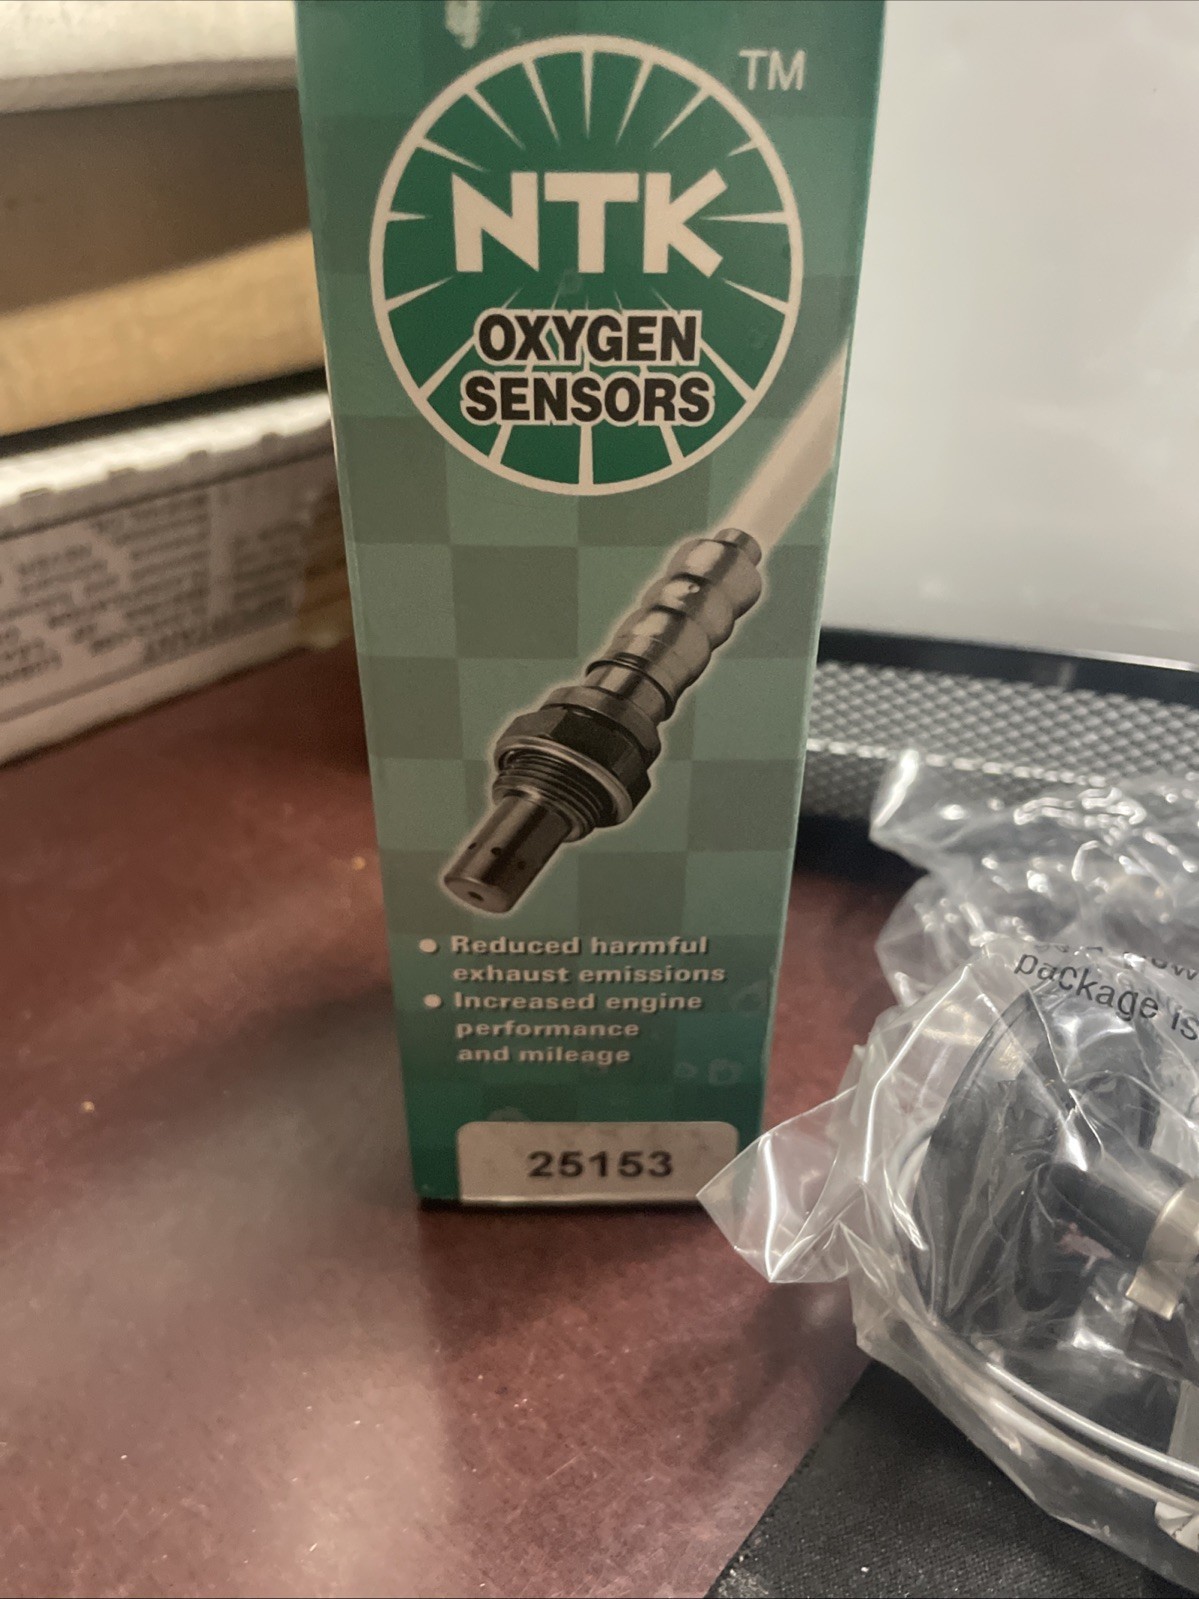 TM
NTK
OXYGEN
SENSORS
• Reduced harmful
exhaust emissions
• Increased engine
performance
and mileage
25153
package is